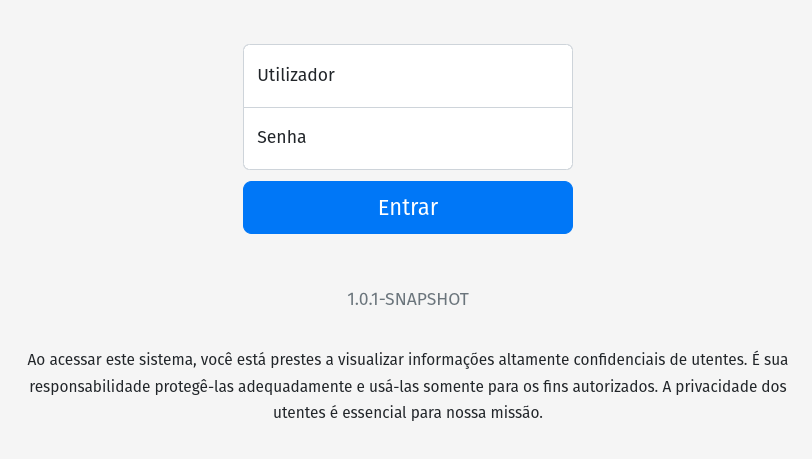 Utilizador
Senha
Entrar
1.0.1-SNAPSHOT
Ao acessar este sistema, você está prestes a visualizar informações altamente confidenciais de utentes. É sua
responsabilidade protegê-las adequadamente e usá-las somente para os fins autorizados. A privacidade dos
utentes é essencial para nossa missão.